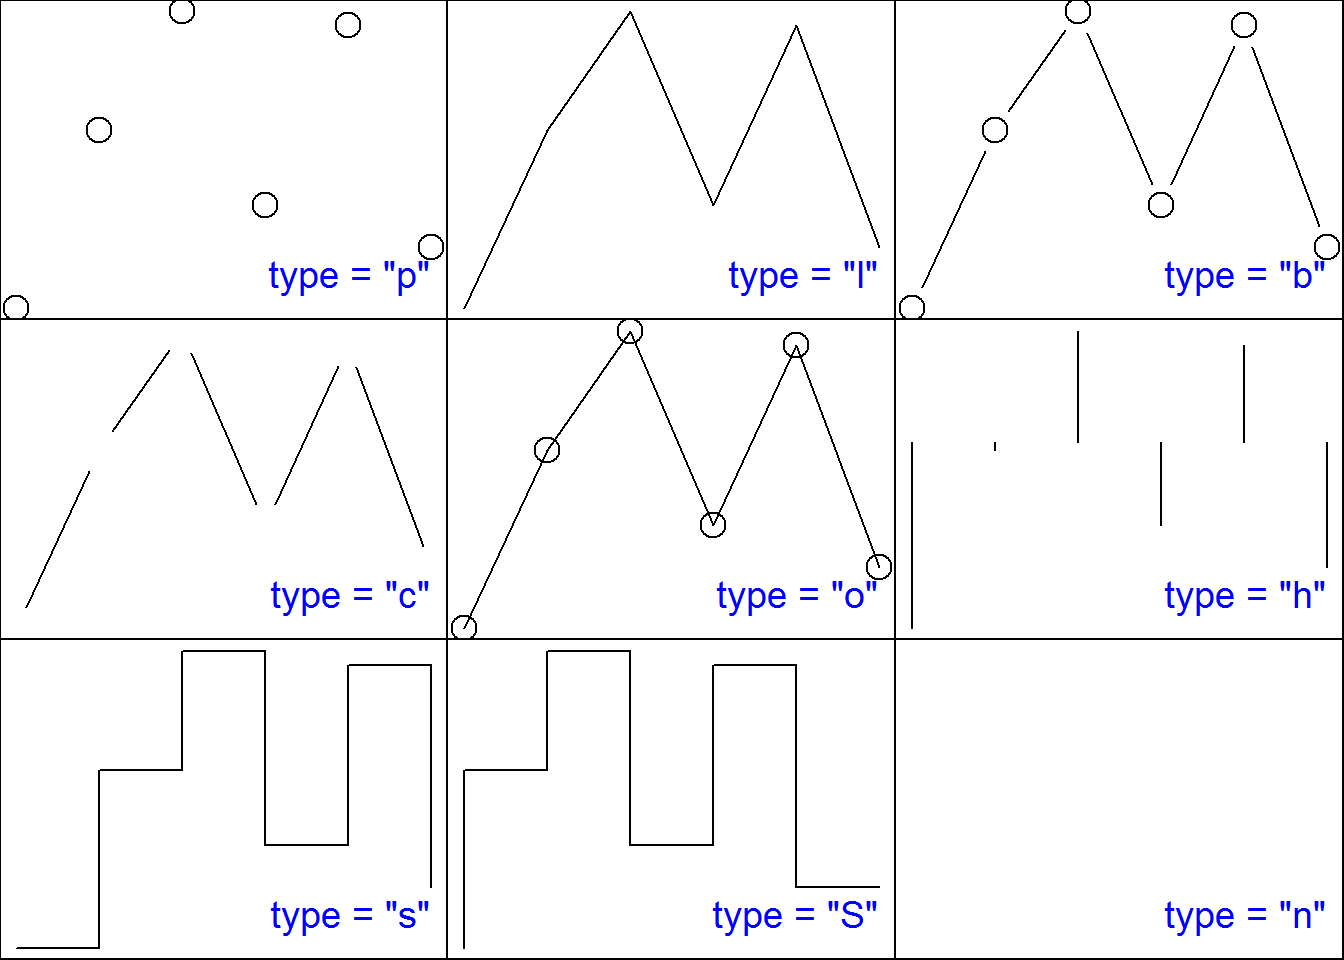 type = "p"
type = "l"
type = "b"
type = "c"
type = "o"
type = "h"
type = "s"
type = "S"
type = "n"